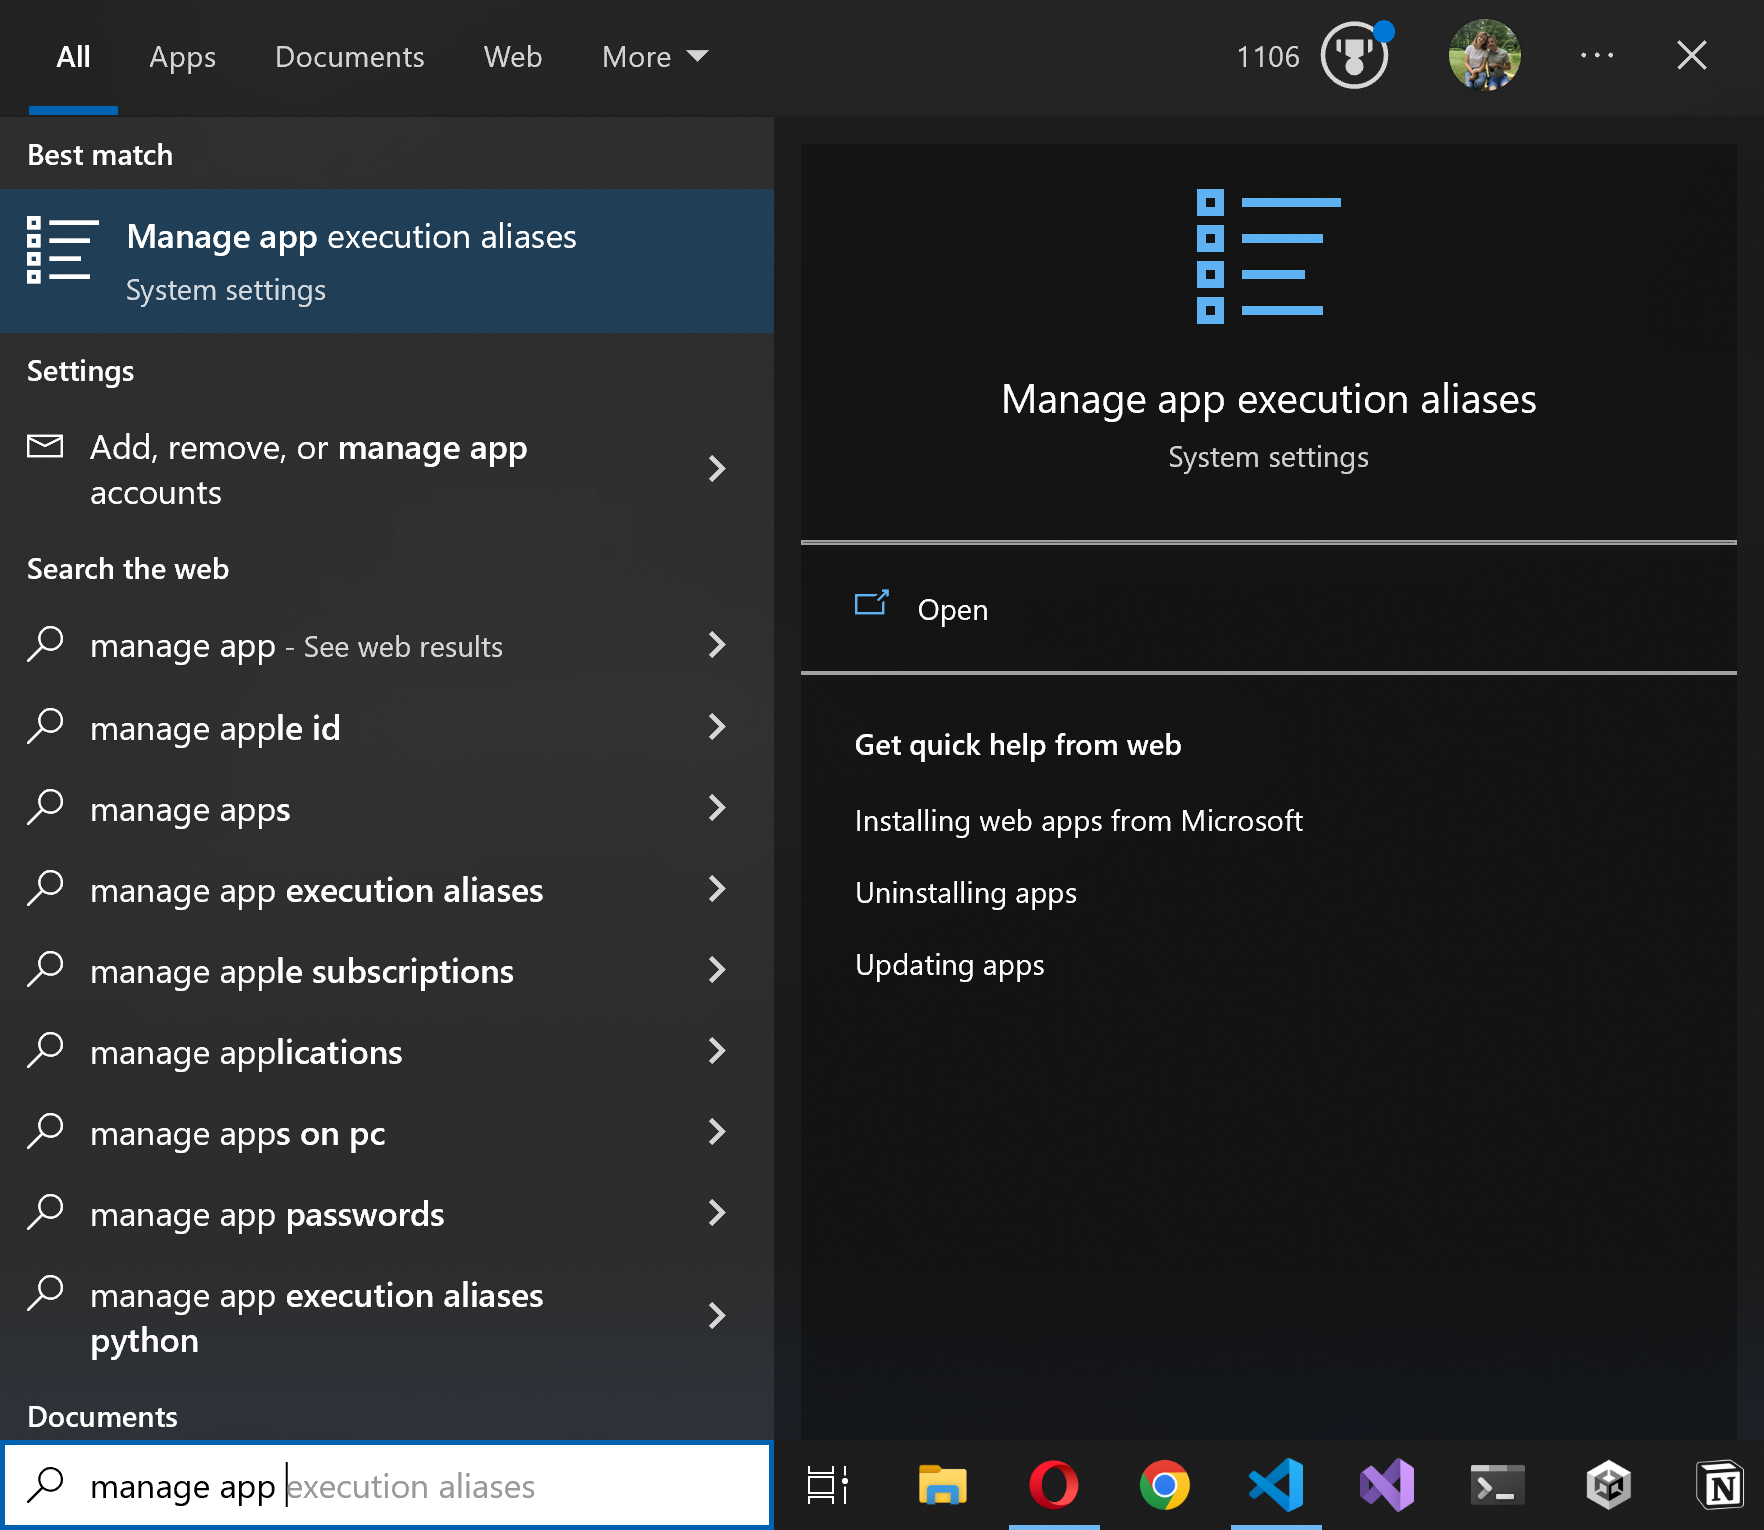 All Apps Documents Web More 1106
Best match
Manage app execution aliases
System settings
Settings
Add, remove, or manage app
accounts
Search the web
manage app - See web results
manage apple id
manage apps
manage app execution aliases
manage apple subscriptions
manage applications
manage apps on pc
manage app passwords
manage app execution aliases
python
Documents
manage app execution aliases
Manage app execution aliases
System settings
Open
Get quick help from web
Installing web apps from Microsoft
Uninstalling apps
Updating apps